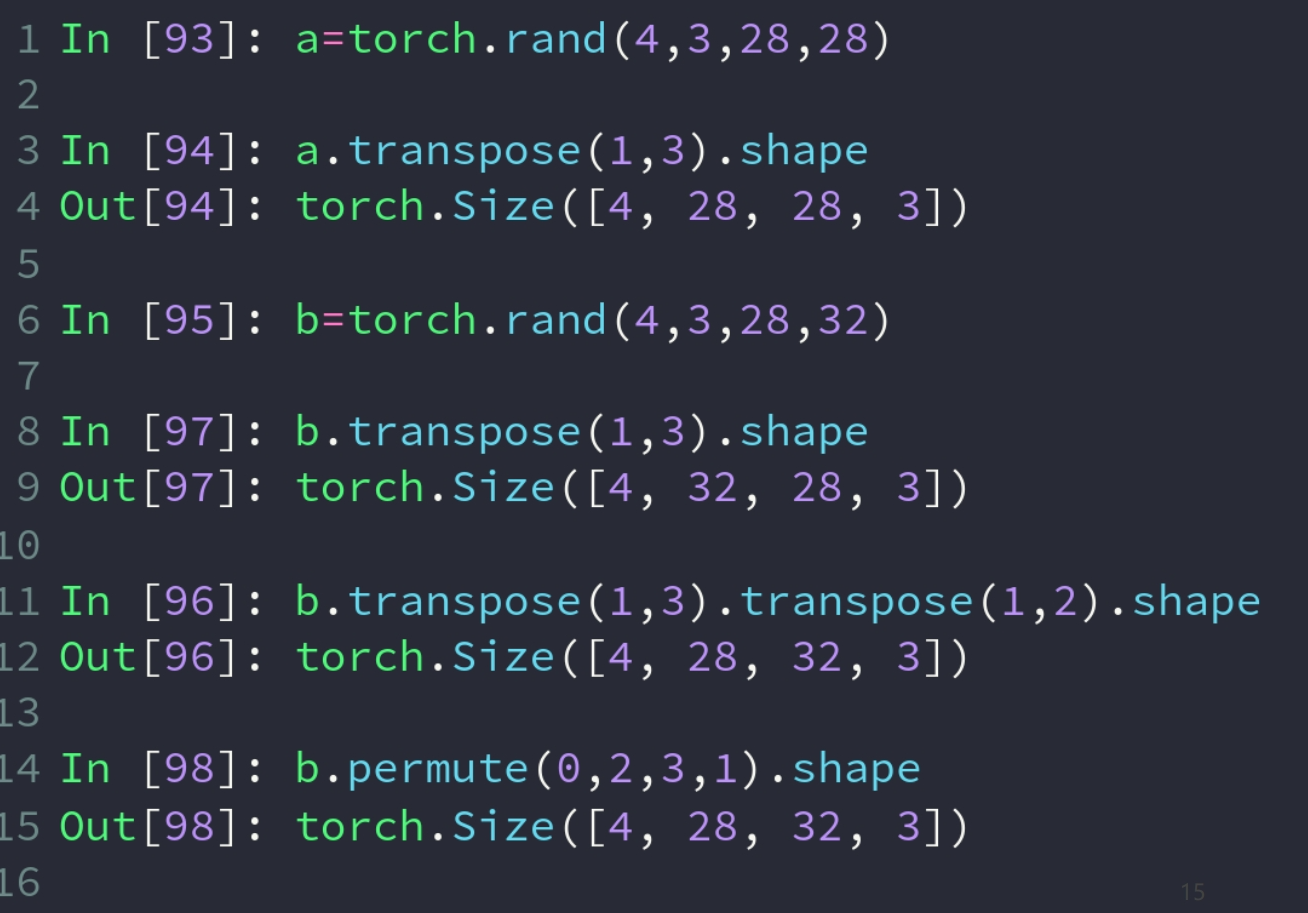 1 In [93]: a=torch.rand(4,3,28,28)
2
3 In [94]: a.transpose(1,3).shape
4 Out[94]: torch.Size([4, 28, 28, 3])
5
6 In [95]: b=torch.rand(4,3,28,32)
7
8 In [97]: b.transpose(1,3).shape
9 Out[97]: torch.Size([4, 32, 28, 3])
10
11 In [96]: b.transpose(1,3).transpose(1,2).shape
12 Out[96]: torch.Size([4, 28, 32, 3])
13
14 In [98]: b.permute(0,2,3,1).shape
15 Out[98]: torch.Size([4, 28, 32, 3])
16
15